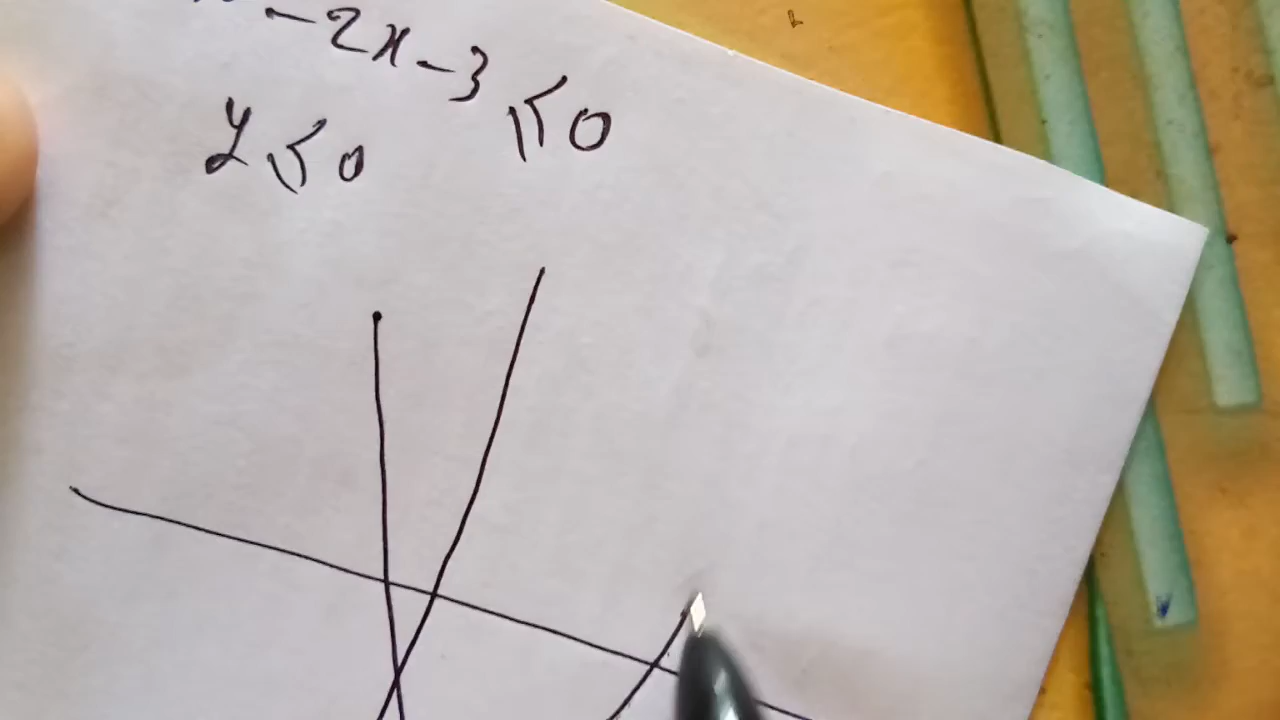 - 2x - 3 ≤ 0
y ≤ 0